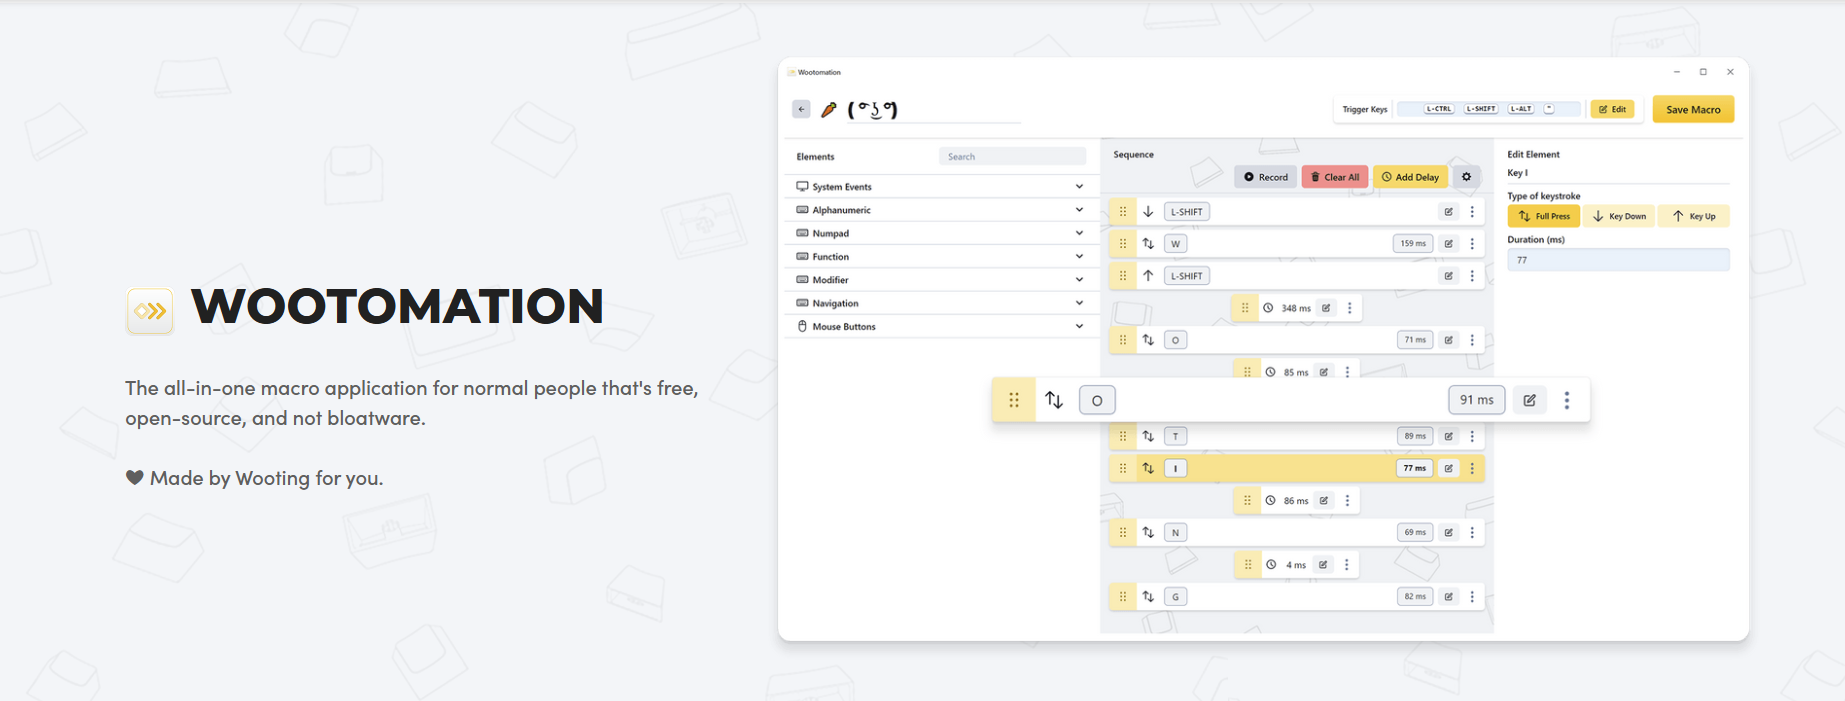 WOOTOMATION
The all-in-one macro application for normal people that's free,
open-source, and not bloatware.
Made by Wooting for you.
Wootomation
( ͡° ͜ʖ ͡°)
Trigger Keys L-CTRL L-SHIFT L-ALT Edit
Save Macro
Elements
Search
System Events
Alphanumeric
Numpad
Function
Modifier
Navigation
Mouse Buttons
Sequence
Record Clear All Add Delay
L-SHIFT
W 159 ms
L-SHIFT
348 ms
O 71 ms
85 ms
O 91 ms
T 89 ms
I 77 ms
86 ms
N 69 ms
4 ms
G 82 ms
Edit Element
Key I
Type of keystroke
Full Press Key Down Key Up
Duration (ms)
77